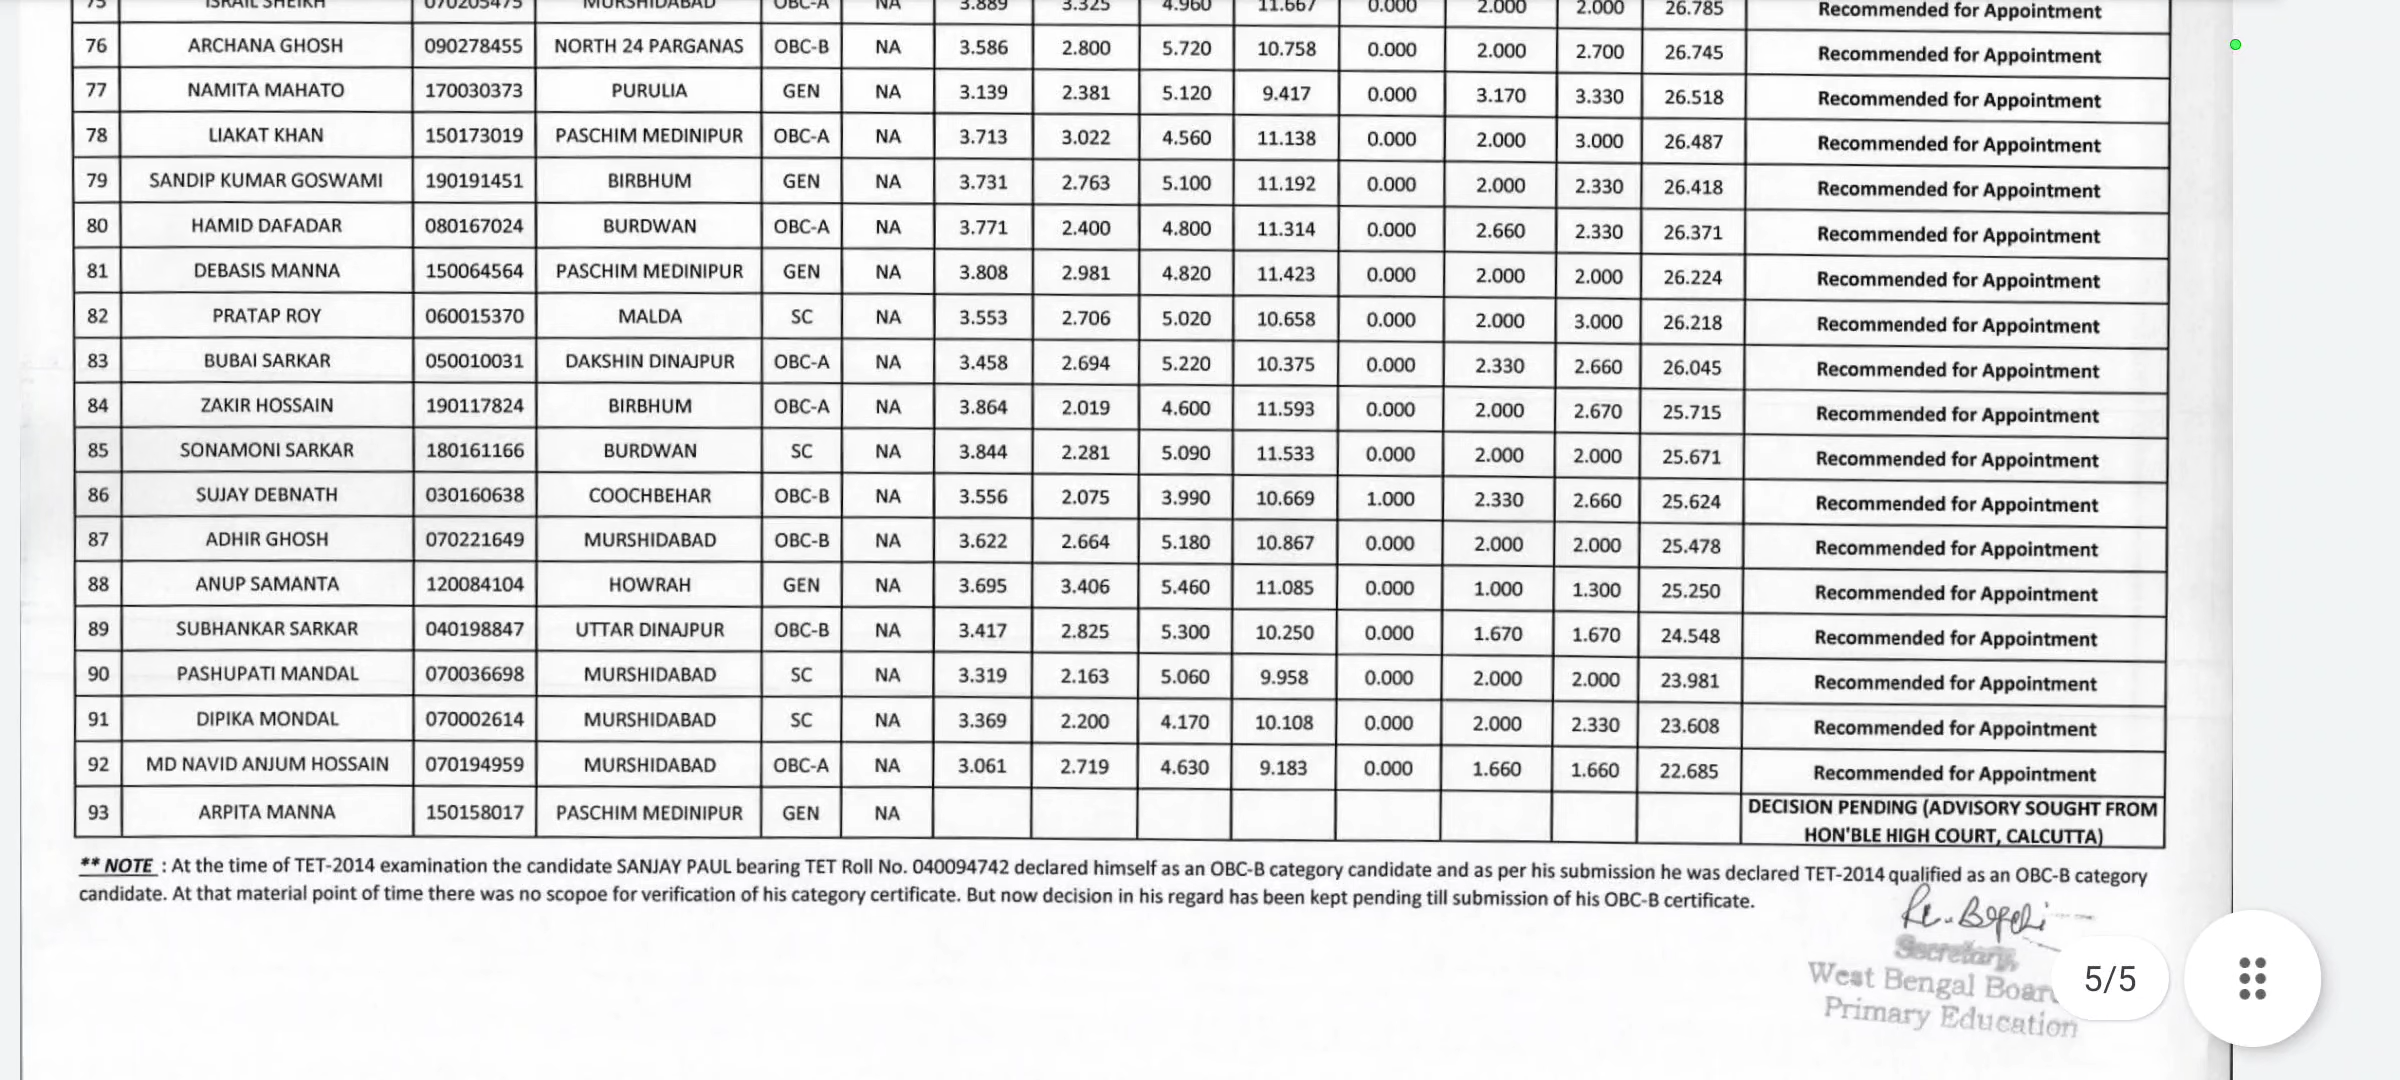 75 ISRAIL SHEIKH 070205475 MURSHIDABAD OBC-A NA 3.889 3.325 4.960 11.667 0.000 2.000 2.000 26.785 Recommended for Appointment
76 ARCHANA GHOSH 090278455 NORTH 24 PARGANAS OBC-B NA 3.586 2.800 5.720 10.758 0.000 2.000 2.700 26.745 Recommended for Appointment
77 NAMITA MAHATO 170030373 PURULIA GEN NA 3.139 2.381 5.120 9.417 0.000 3.170 3.330 26.518 Recommended for Appointment
78 LIAKAT KHAN 150173019 PASCHIM MEDINIPUR OBC-A NA 3.713 3.022 4.560 11.138 0.000 2.000 3.000 26.487 Recommended for Appointment
79 SANDIP KUMAR GOSWAMI 190191451 BIRBHUM GEN NA 3.731 2.763 5.100 11.192 0.000 2.000 2.330 26.418 Recommended for Appointment
80 HAMID DAFADAR 080167024 BURDWAN OBC-A NA 3.771 2.400 4.800 11.314 0.000 2.660 2.330 26.371 Recommended for Appointment
81 DEBASIS MANNA 150064564 PASCHIM MEDINIPUR GEN NA 3.808 2.981 4.820 11.423 0.000 2.000 2.000 26.224 Recommended for Appointment
82 PRATAP ROY 060015370 MALDA SC NA 3.553 2.706 5.020 10.658 0.000 2.000 3.000 26.218 Recommended for Appointment
83 BUBAI SARKAR 050010031 DAKSHIN DINAJPUR OBC-A NA 3.458 2.694 5.220 10.375 0.000 2.330 2.660 26.045 Recommended for Appointment
84 ZAKIR HOSSAIN 190117824 BIRBHUM OBC-A NA 3.864 2.019 4.600 11.593 0.000 2.000 2.670 25.715 Recommended for Appointment
85 SONAMONI SARKAR 180161166 BURDWAN SC NA 3.844 2.281 5.090 11.533 0.000 2.000 2.000 25.671 Recommended for Appointment
86 SUJAY DEBNATH 030160638 COOCHBEHAR OBC-B NA 3.556 2.075 3.990 10.669 1.000 2.330 2.660 25.624 Recommended for Appointment
87 ADHIR GHOSH 070221649 MURSHIDABAD OBC-B NA 3.622 2.664 5.180 10.867 0.000 2.000 2.000 25.478 Recommended for Appointment
88 ANUP SAMANTA 120084104 HOWRAH GEN NA 3.695 3.406 5.460 11.085 0.000 1.000 1.300 25.250 Recommended for Appointment
89 SUBHANKAR SARKAR 040198847 UTTAR DINAJPUR OBC-B NA 3.417 2.825 5.300 10.250 0.000 1.670 1.670 24.548 Recommended for Appointment
90 PASHUPATI MANDAL 070036698 MURSHIDABAD SC NA 3.319 2.163 5.060 9.958 0.000 2.000 2.000 23.981 Recommended for Appointment
91 DIPIKA MONDAL 070002614 MURSHIDABAD SC NA 3.369 2.200 4.170 10.108 0.000 2.000 2.330 23.608 Recommended for Appointment
92 MD NAVID ANJUM HOSSAIN 070194959 MURSHIDABAD OBC-A NA 3.061 2.719 4.630 9.183 0.000 1.660 1.660 22.685 Recommended for Appointment
93 ARPITA MANNA 150158017 PASCHIM MEDINIPUR GEN NA DECISION PENDING (ADVISORY SOUGHT FROM
HON'BLE HIGH COURT, CALCUTTA)
** NOTE : At the time of TET-2014 examination the candidate SANJAY PAUL bearing TET Roll No. 040094742 declared himself as an OBC-B category candidate and as per his submission he was declared TET-2014 qualified as an OBC-B category
candidate. At that material point of time there was no scopoe for verification of his category certificate. But now decision in his regard has been kept pending till submission of his OBC-B certificate.
Secretary,
West Bengal Boar
Primary Education
5/5